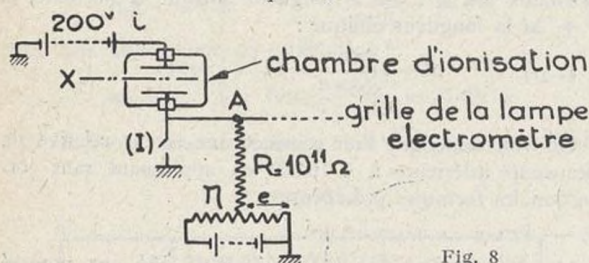 200ᵛ i
chambre d'ionisation
X
A
grille de la lampe
electromètre
(I)
R=10¹¹Ω
η
e
Fig. 8